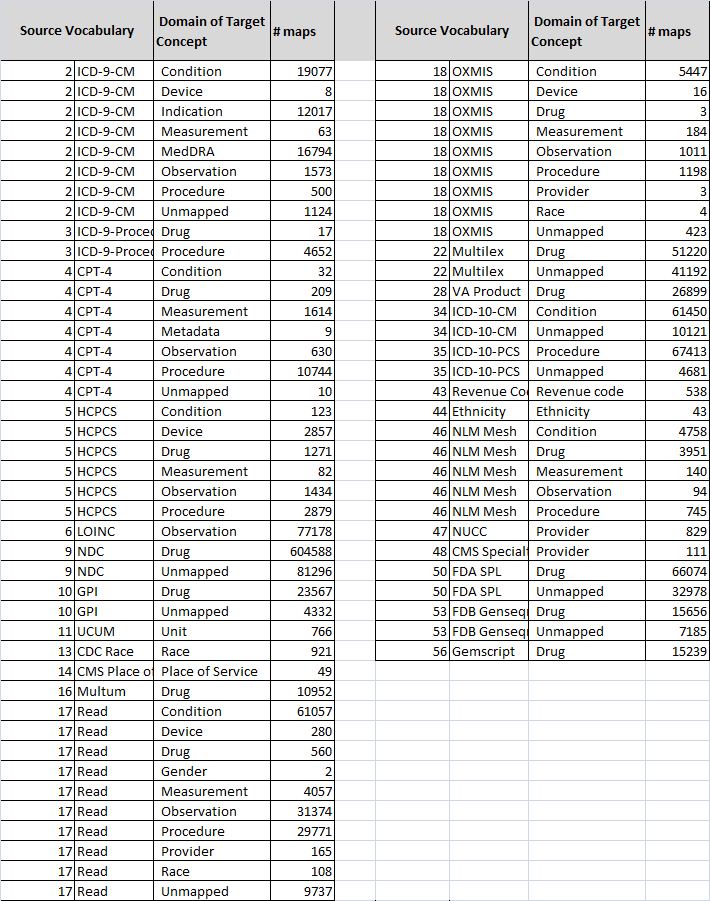 Source Vocabulary Domain of Target Concept # maps
2 ICD-9-CM Condition 19077
2 ICD-9-CM Device 8
2 ICD-9-CM Indication 12017
2 ICD-9-CM Measurement 63
2 ICD-9-CM MedDRA 16794
2 ICD-9-CM Observation 1573
2 ICD-9-CM Procedure 500
2 ICD-9-CM Unmapped 1124
3 ICD-9-Proced Drug 17
3 ICD-9-Proced Procedure 4652
4 CPT-4 Condition 32
4 CPT-4 Drug 209
4 CPT-4 Measurement 1614
4 CPT-4 Metadata 9
4 CPT-4 Observation 630
4 CPT-4 Procedure 10744
4 CPT-4 Unmapped 10
5 HCPCS Condition 123
5 HCPCS Device 2857
5 HCPCS Drug 1271
5 HCPCS Measurement 82
5 HCPCS Observation 1434
5 HCPCS Procedure 2879
6 LOINC Observation 77178
9 NDC Drug 604588
9 NDC Unmapped 81296
10 GPI Drug 23567
10 GPI Unmapped 4332
11 UCUM Unit 766
13 CDC Race Race 921
14 CMS Place of Place of Service 49
16 Multum Drug 10952
17 Read Condition 61057
17 Read Device 280
17 Read Drug 560
17 Read Gender 2
17 Read Measurement 4057
17 Read Observation 31374
17 Read Procedure 29771
17 Read Provider 165
17 Read Race 108
17 Read Unmapped 9737
Source Vocabulary Domain of Target Concept # maps
18 OXMIS Condition 5447
18 OXMIS Device 16
18 OXMIS Drug 3
18 OXMIS Measurement 184
18 OXMIS Observation 1011
18 OXMIS Procedure 1198
18 OXMIS Provider 3
18 OXMIS Race 4
18 OXMIS Unmapped 423
22 Multilex Drug 51220
22 Multilex Unmapped 41192
28 VA Product Drug 26899
34 ICD-10-CM Condition 61450
34 ICD-10-CM Unmapped 10121
35 ICD-10-PCS Procedure 67413
35 ICD-10-PCS Unmapped 4681
43 Revenue Co Revenue code 538
44 Ethnicity Ethnicity 43
46 NLM Mesh Condition 4758
46 NLM Mesh Drug 3951
46 NLM Mesh Measurement 140
46 NLM Mesh Observation 94
46 NLM Mesh Procedure 745
47 NUCC Provider 829
48 CMS Specialt Provider 111
50 FDA SPL Drug 66074
50 FDA SPL Unmapped 32978
53 FDB Genseqn Drug 15656
53 FDB Genseqn Unmapped 7185
56 Gemscript Drug 15239